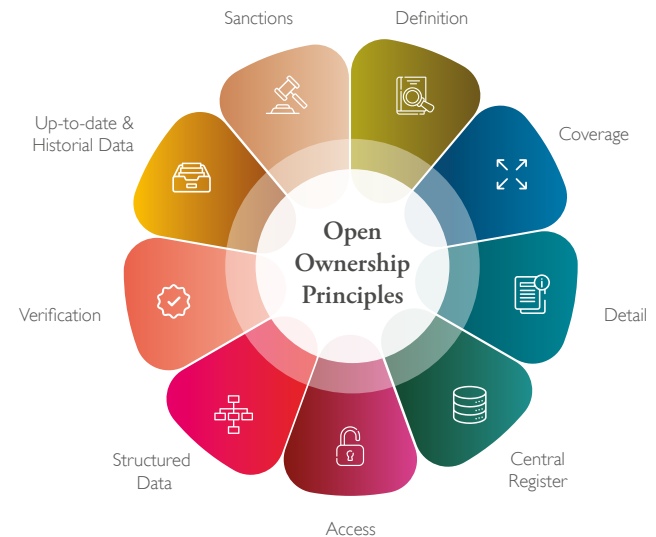 Sanctions
Definition
Up-to-date &
Historial Data
Coverage
Open
Ownership
Principles
Verification
Detail
Structured
Data
Central
Register
Access